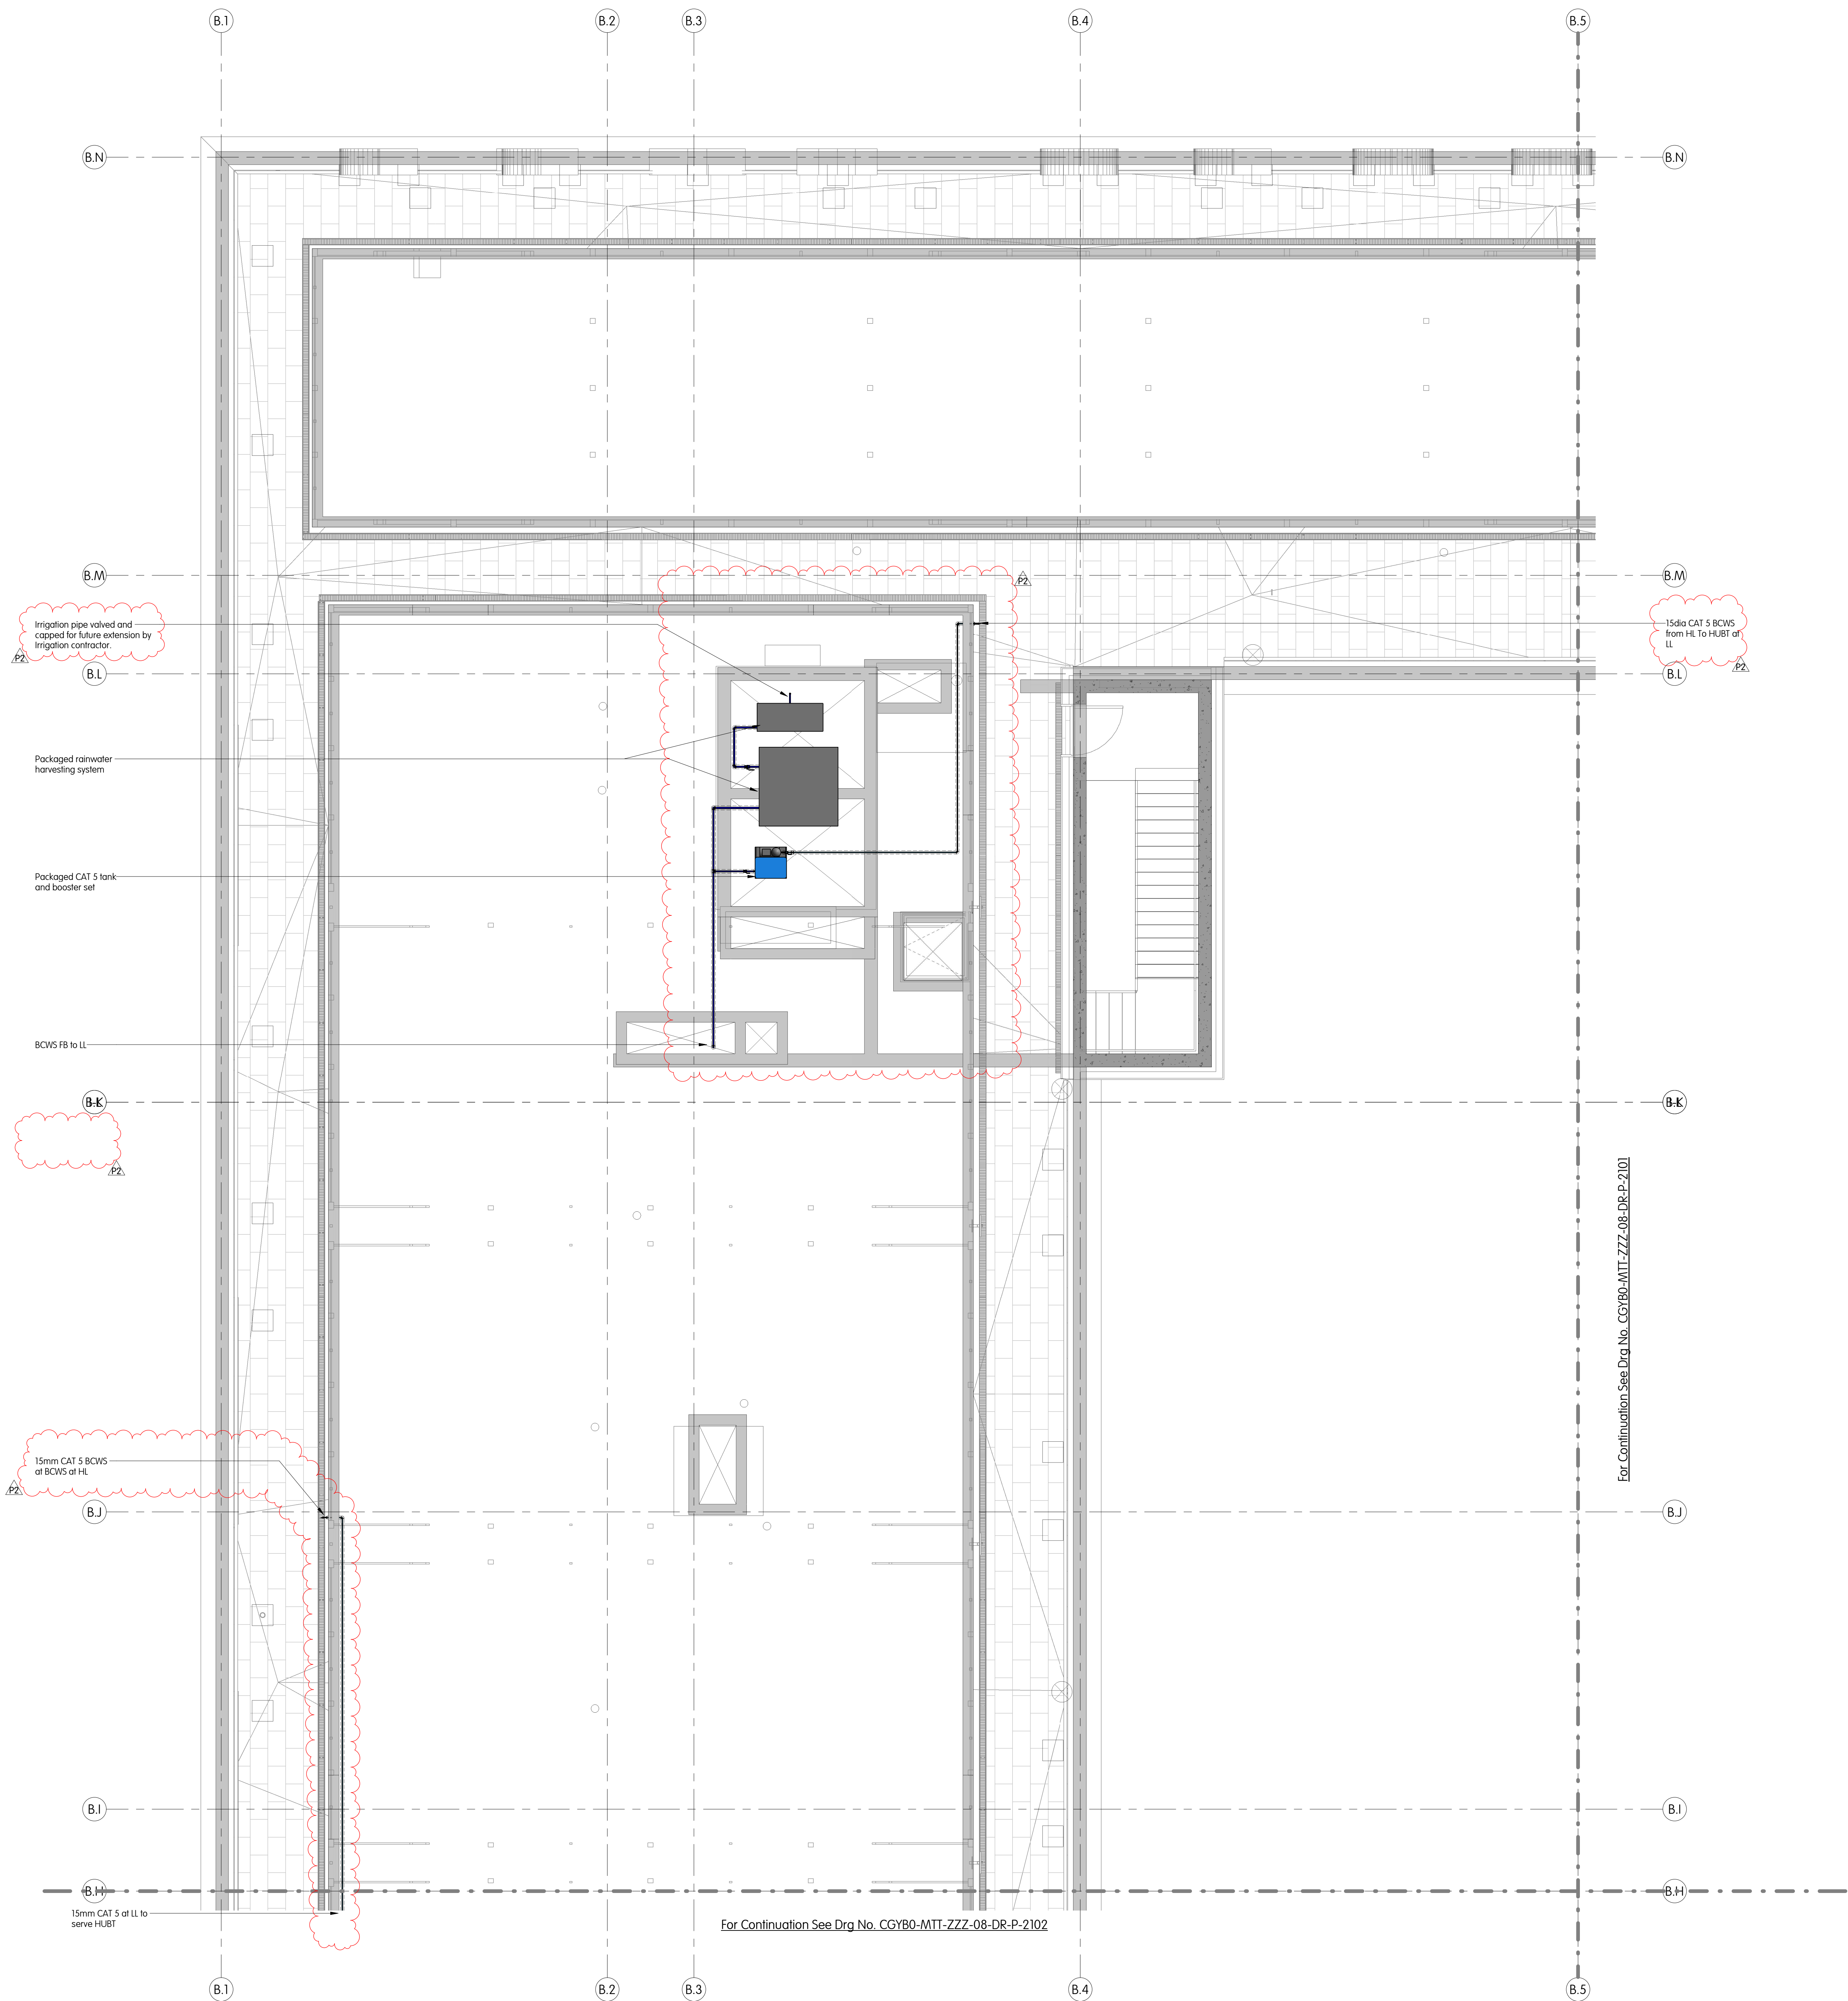 B.1
B.2
B.3
B.4
B.5
B.N
B.N
B.M
B.M
P2
Irrigation pipe valved and
capped for future extension by
Irrigation contractor.
P2
15dia CAT 5 BCWS
from HL To HUBT at
LL
P2
B.L
B.L
Packaged rainwater
harvesting system
Packaged CAT 5 tank
and booster set
BCWS FB to LL
B.K
B.K
P2
For Continuation See Drg No. CGYB0-MTT-ZZZ-08-DR-P-2101
15mm CAT 5 BCWS
at BCWS at HL
P2
B.J
B.J
B.I
B.I
B.H
B.H
15mm CAT 5 at LL to
serve HUBT
For Continuation See Drg No. CGYB0-MTT-ZZZ-08-DR-P-2102
B.1
B.2
B.3
B.4
B.5